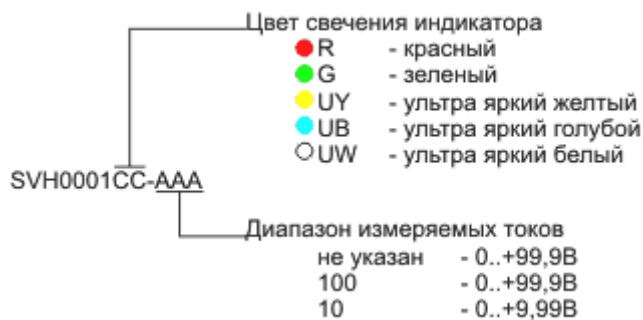 Цвет свечения индикатора
R - красный
G - зеленый
UY - ультра яркий желтый
UB - ультра яркий голубой
UW - ультра яркий белый
SVH0001CC-AAA
Диапазон измеряемых токов
не указан - 0..+99,9В
100 - 0..+99,9В
10 - 0..+9,99В